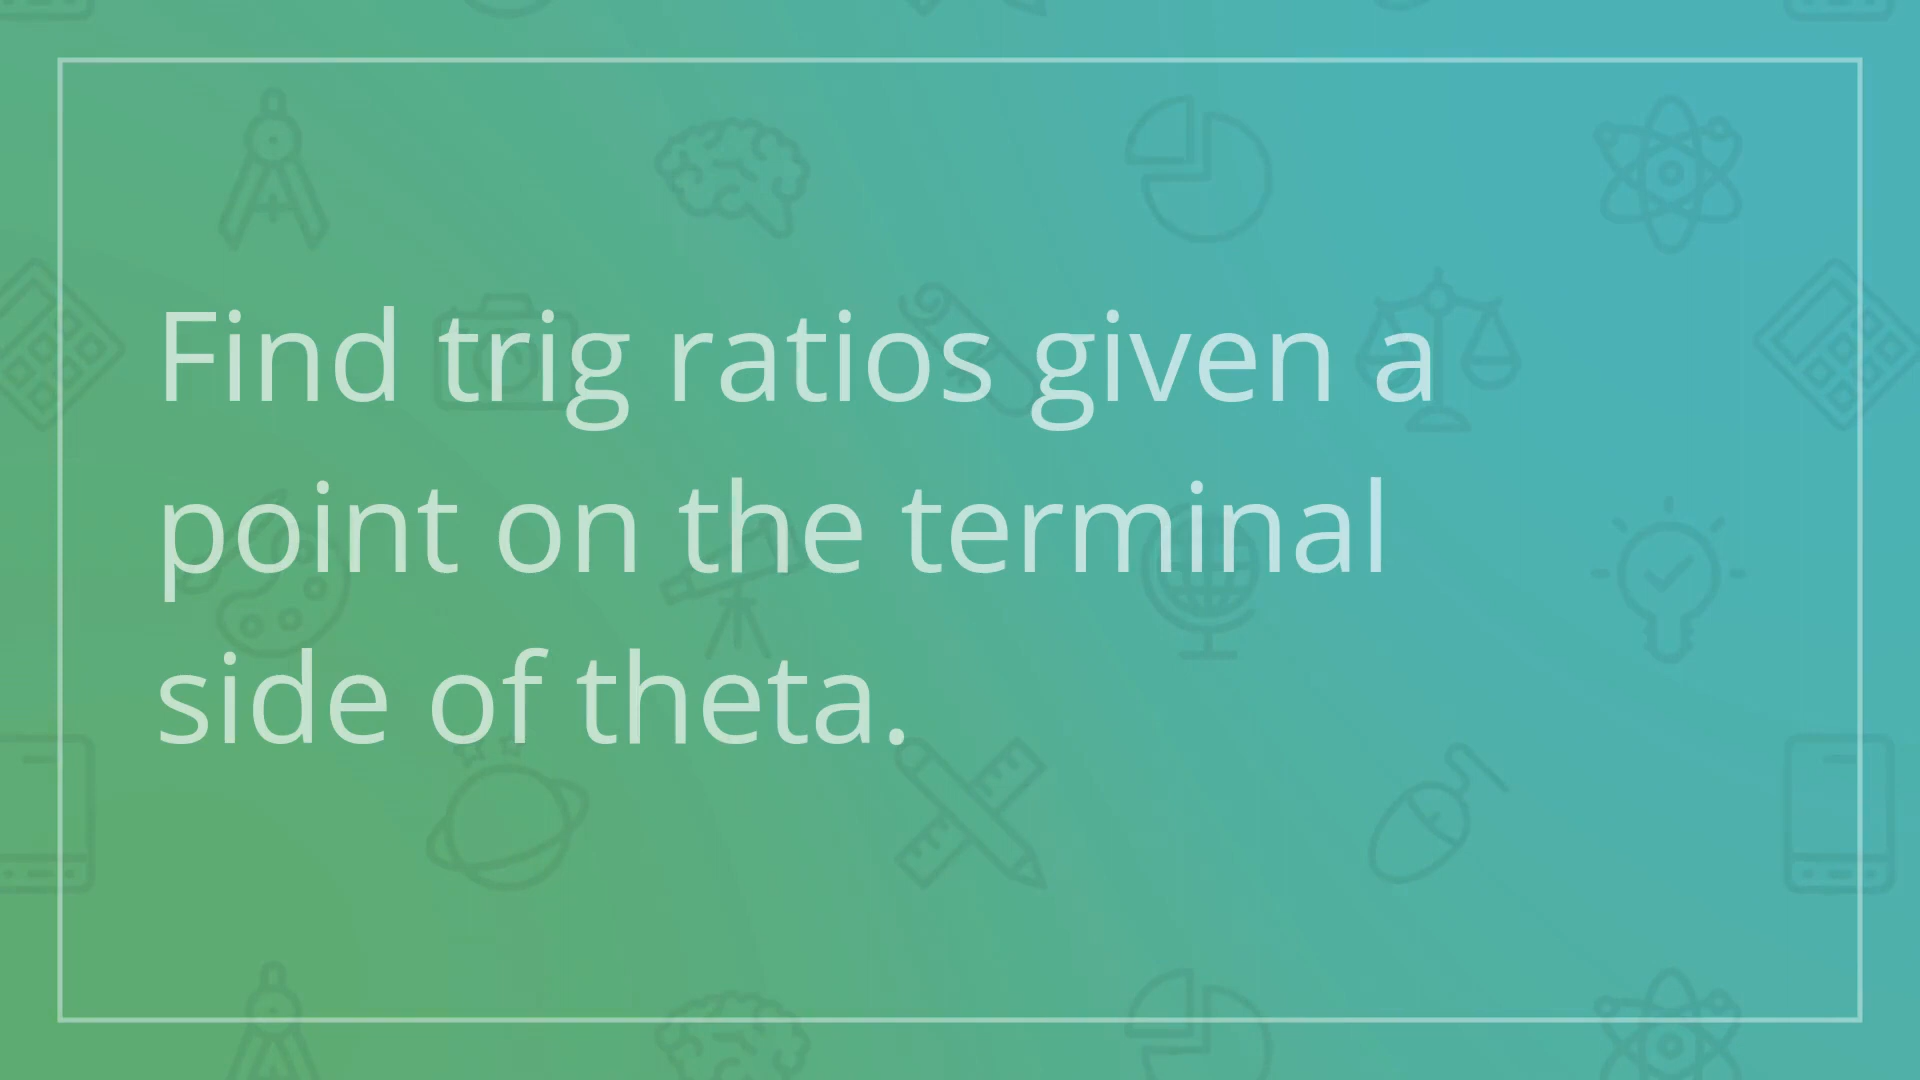 Find trig ratios given a
point on the terminal
side of theta.